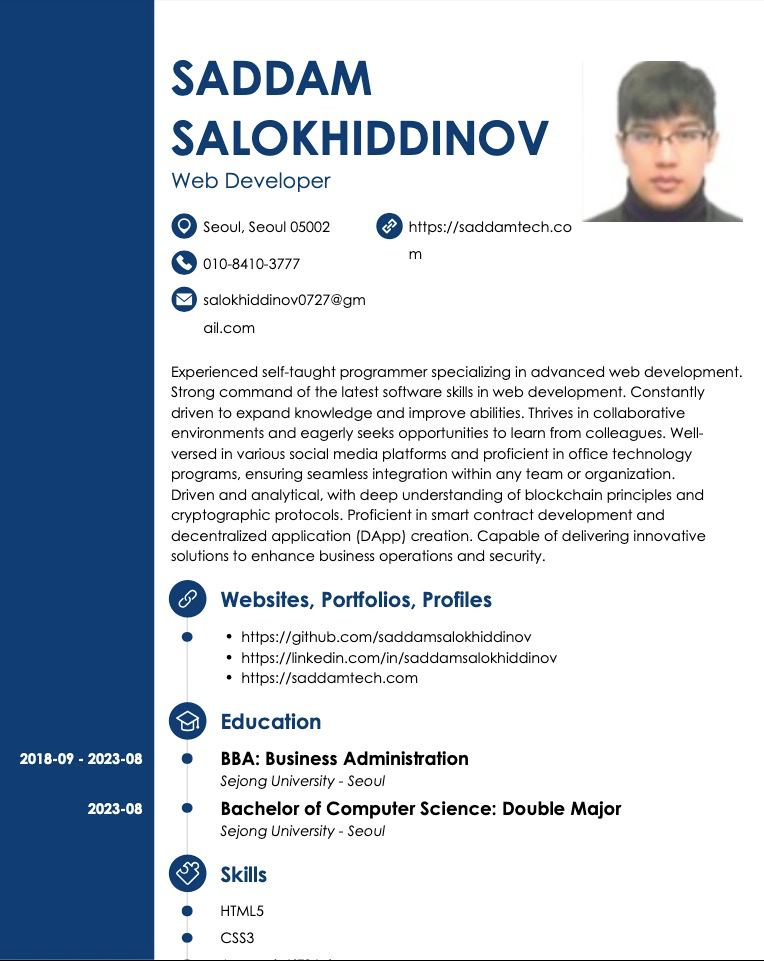 SADDAM
SALOKHIDDINOV
Web Developer
Seoul, Seoul 05002
https://saddamtech.co
m
010-8410-3777
salokhiddinov0727@gm
ail.com
Experienced self-taught programmer specializing in advanced web development.
Strong command of the latest software skills in web development. Constantly
driven to expand knowledge and improve abilities. Thrives in collaborative
environments and eagerly seeks opportunities to learn from colleagues. Well-
versed in various social media platforms and proficient in office technology
programs, ensuring seamless integration within any team or organization.
Driven and analytical, with deep understanding of blockchain principles and
cryptographic protocols. Proficient in smart contract development and
decentralized application (DApp) creation. Capable of delivering innovative
solutions to enhance business operations and security.
Websites, Portfolios, Profiles
• https://github.com/saddamsalokhiddinov
• https://linkedin.com/in/saddamsalokhiddinov
• https://saddamtech.com
Education
2018-09 - 2023-08
BBA: Business Administration
Sejong University - Seoul
2023-08
Bachelor of Computer Science: Double Major
Sejong University - Seoul
Skills
HTML5
CSS3